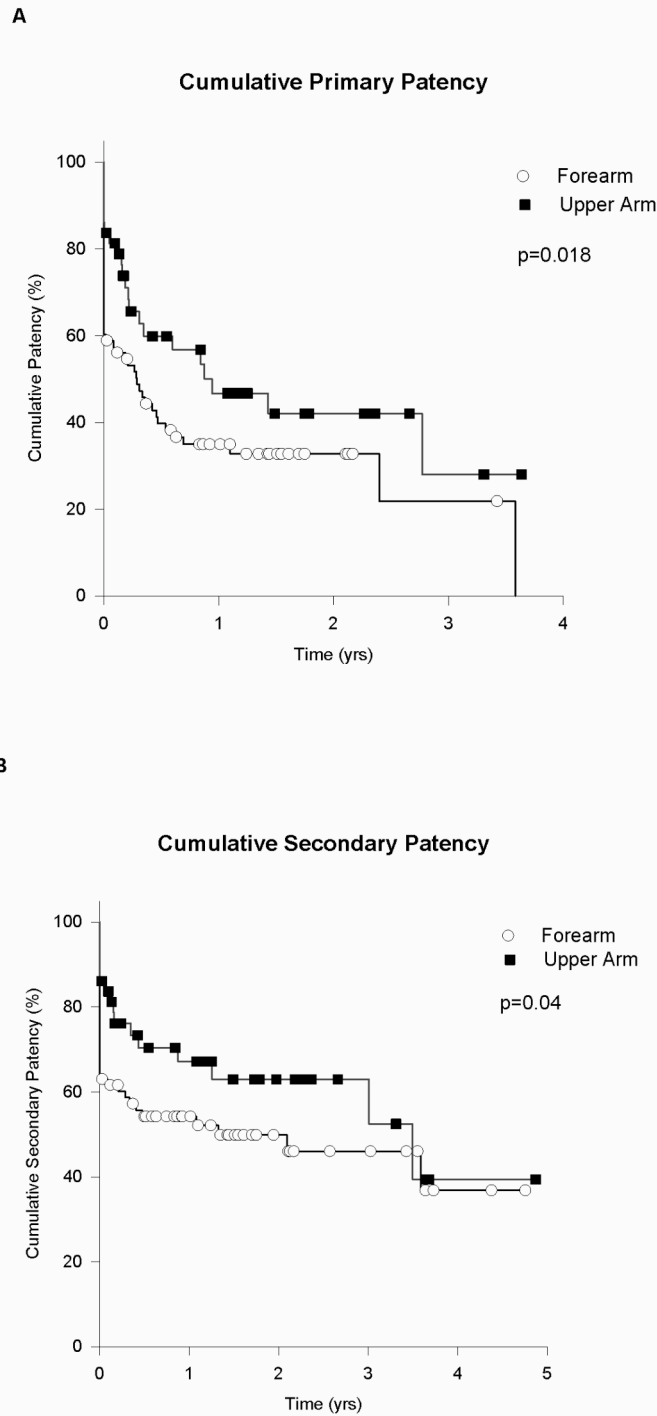 A
Cumulative Primary Patency
Forearm
Upper Arm
p=0.018
Cumulative Patency (%)
100
80
60
40
20
0
0 1 2 3 4
Time (yrs)
B
Cumulative Secondary Patency
Forearm
Upper Arm
p=0.04
Cumulative Secondary Patency (%)
100
80
60
40
20
0
0 1 2 3 4 5
Time (yrs)